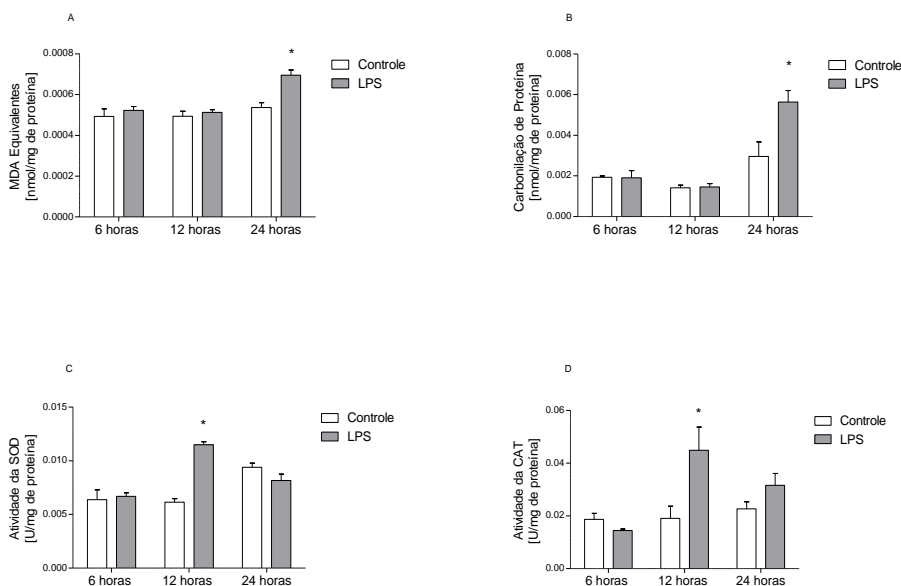 A
MDA Equivalentes
[nmol/mg de proteína]
0.0008
0.0006
0.0004
0.0002
0.0000
*
6 horas
12 horas
24 horas
Controle
LPS
B
Carbonilação de Proteína
[nmol/mg de proteína]
0.008
0.006
0.004
0.002
0.000
*
6 horas
12 horas
24 horas
Controle
LPS
C
Atividade da SOD
[U/mg de proteína]
0.015
0.010
0.005
0.000
*
6 horas
12 horas
24 horas
Controle
LPS
D
Atividade da CAT
[U/mg de proteína]
0.06
0.04
0.02
0.00
*
6 horas
12 horas
24 horas
Controle
LPS